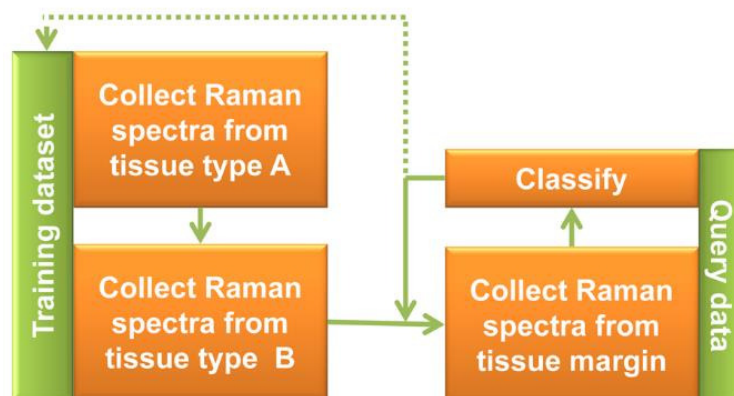 Training dataset
Collect Raman
spectra from
tissue type A
Collect Raman
spectra from
tissue type B
Classify
Collect Raman
spectra from
tissue margin
Query data